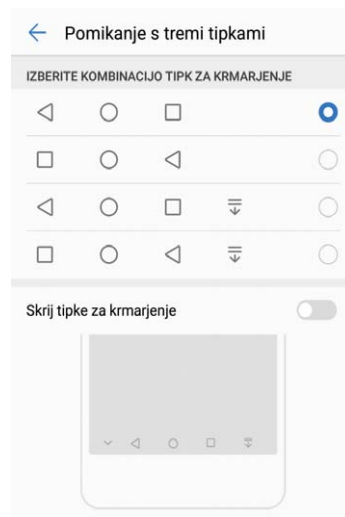 Pomikanje s tremi tipkami
IZBERITE KOMBINACIJO TIPK ZA KRMARJENJE
Skrij tipke za krmarjenje